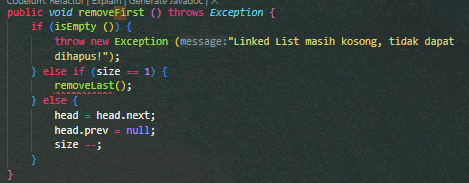 Codeium: Refactor | Explain | Generate Javadoc | X
public void removeFirst () throws Exception {
if (isEmpty ()) {
throw new Exception (message:"Linked List masih kosong, tidak dapat
dihapus!");
} else if (size == 1) {
removeLast();
} else {
head = head.next;
head.prev = null;
size --;
}
}